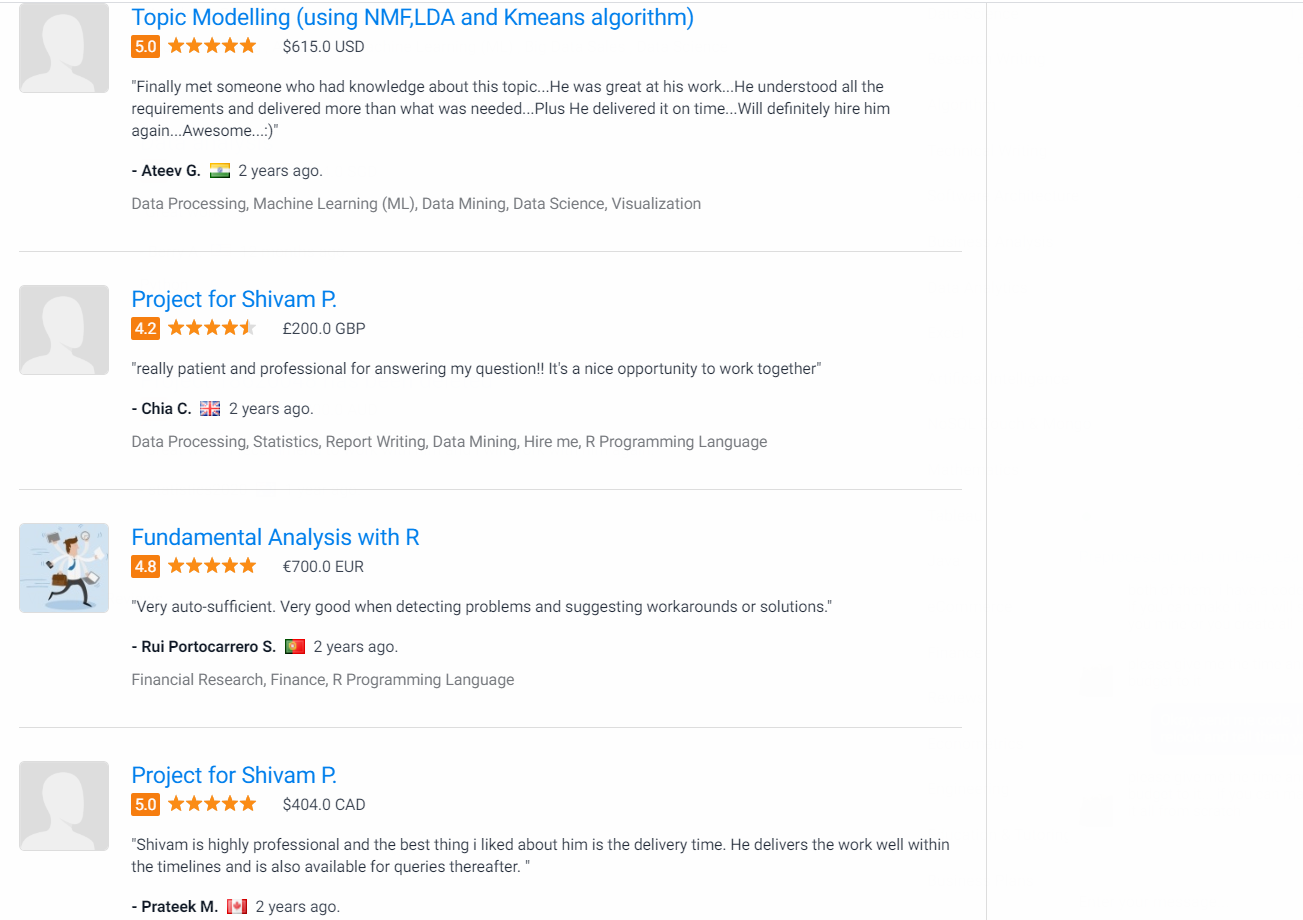 Topic Modelling (using NMF,LDA and Kmeans algorithm)
5.0 $615.0 USD
"Finally met someone who had knowledge about this topic...He was great at his work...He understood all the
requirements and delivered more than what was needed...Plus He delivered it on time...Will definitely hire him
again...Awesome...:)"
- Ateev G. 2 years ago.
Data Processing, Machine Learning (ML), Data Mining, Data Science, Visualization
Project for Shivam P.
4.2 £200.0 GBP
"really patient and professional for answering my question!! It's a nice opportunity to work together"
- Chia C. 2 years ago.
Data Processing, Statistics, Report Writing, Data Mining, Hire me, R Programming Language
Fundamental Analysis with R
4.8 €700.0 EUR
"Very auto-sufficient. Very good when detecting problems and suggesting workarounds or solutions."
- Rui Portocarrero S. 2 years ago.
Financial Research, Finance, R Programming Language
Project for Shivam P.
5.0 $404.0 CAD
"Shivam is highly professional and the best thing i liked about him is the delivery time. He delivers the work well within
the timelines and is also available for queries thereafter. "
- Prateek M. 2 years ago.